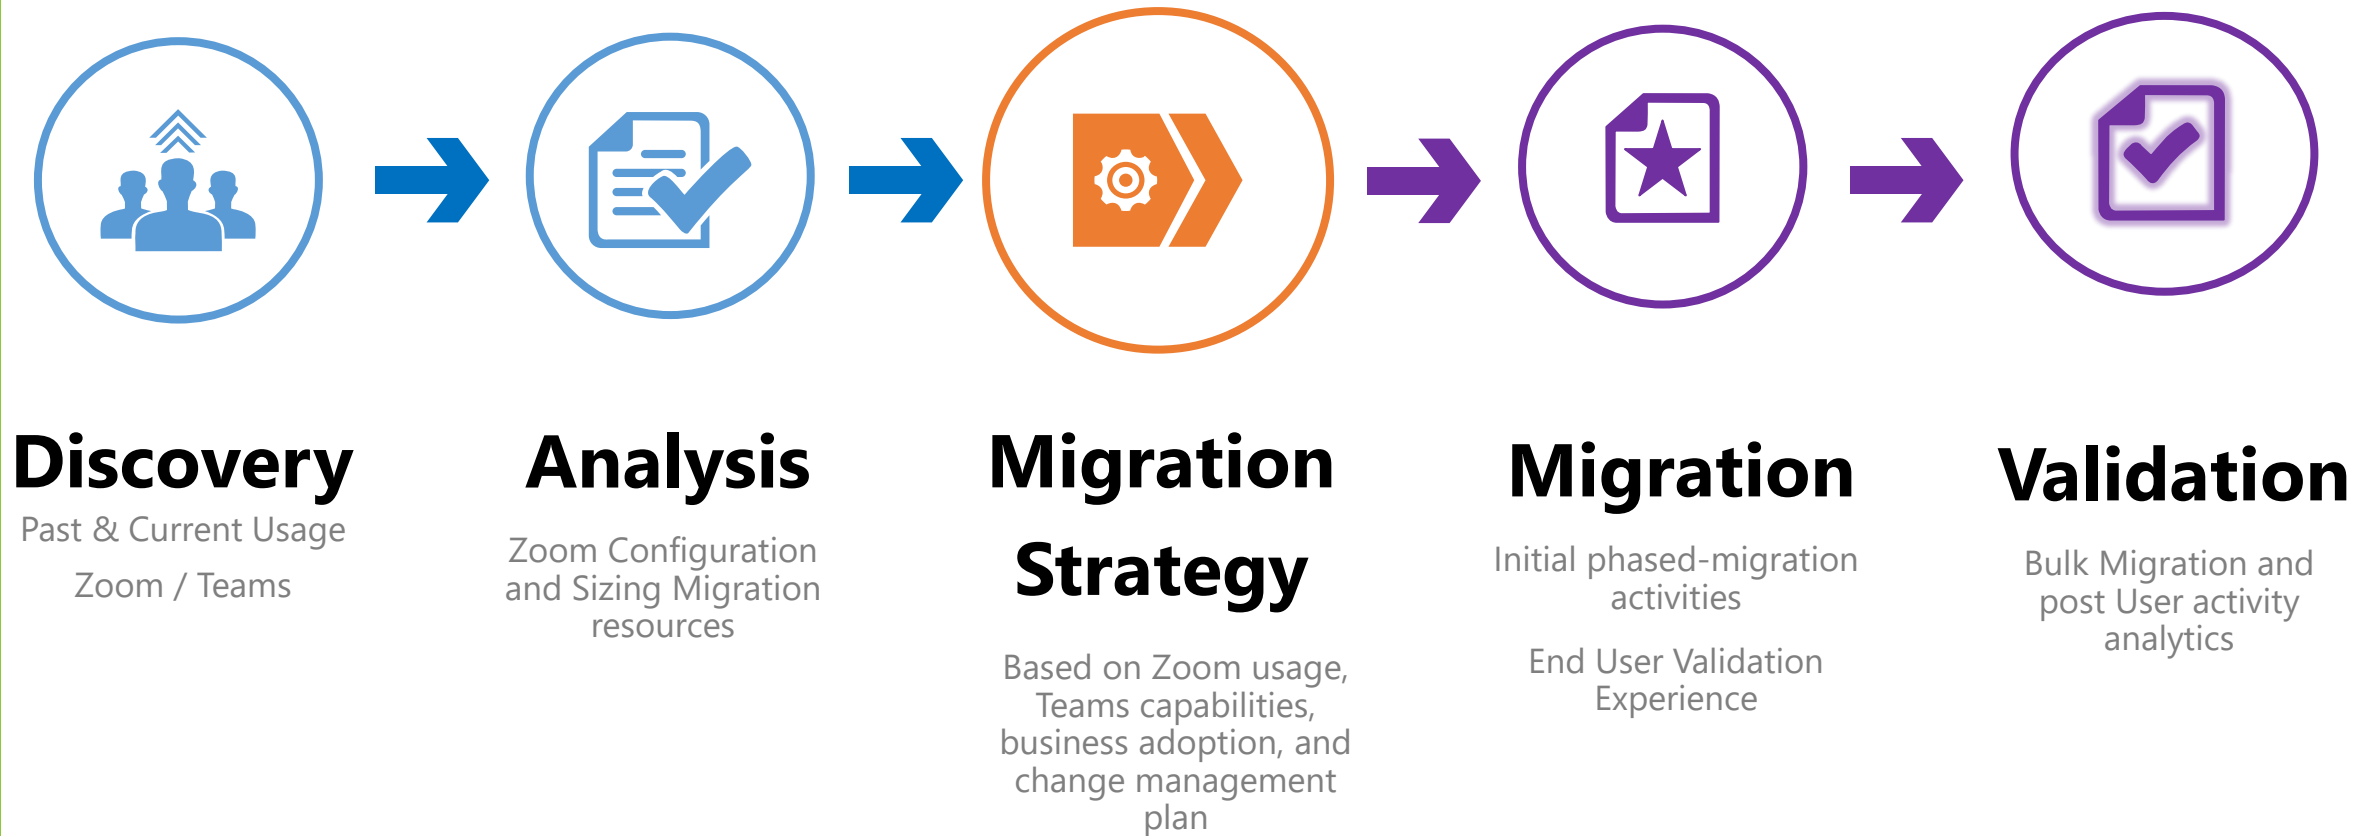 Discovery
Past & Current Usage
Zoom / Teams
Analysis
Zoom Configuration
and Sizing Migration
resources
Migration
Strategy
Based on Zoom usage,
Teams capabilities,
business adoption, and
change management
plan
Migration
Initial phased-migration
activities
End User Validation
Experience
Validation
Bulk Migration and
post User activity
analytics